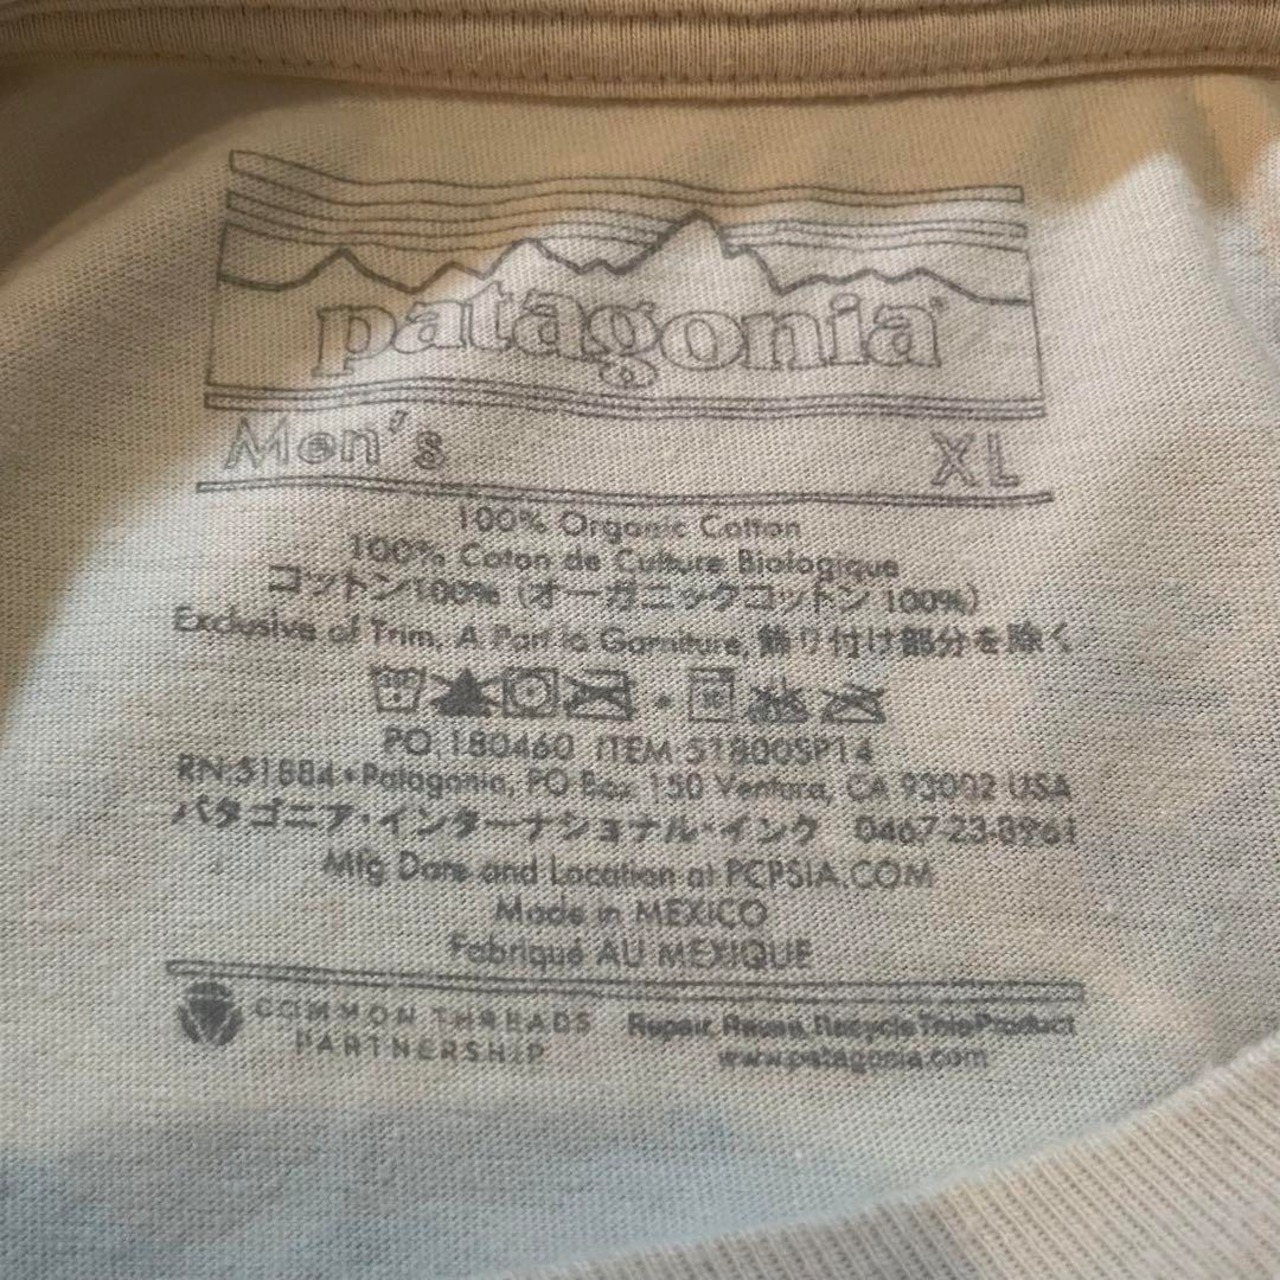 patagonia®
Men's XL
100% Organic Cotton
100% Coton de Culture Biologique
コットン100% (オーガニックコットン 100%)
Exclusive of Trim, A Part la Garniture, 飾り付け部分を除く
PO:180460 ITEM:51800SP14
RN:51884•Patagonia, PO Box 150 Ventura, CA 93002 USA
パタゴニア・インターナショナル・インク 0467-23-8961
Mfg Date and Location at PCPSIA.COM
Made in MEXICO
Fabriqué AU MEXIQUE
COMMON THREADS
PARTNERSHIP
Repair, Reuse, Recycle This Product
www.patagonia.com